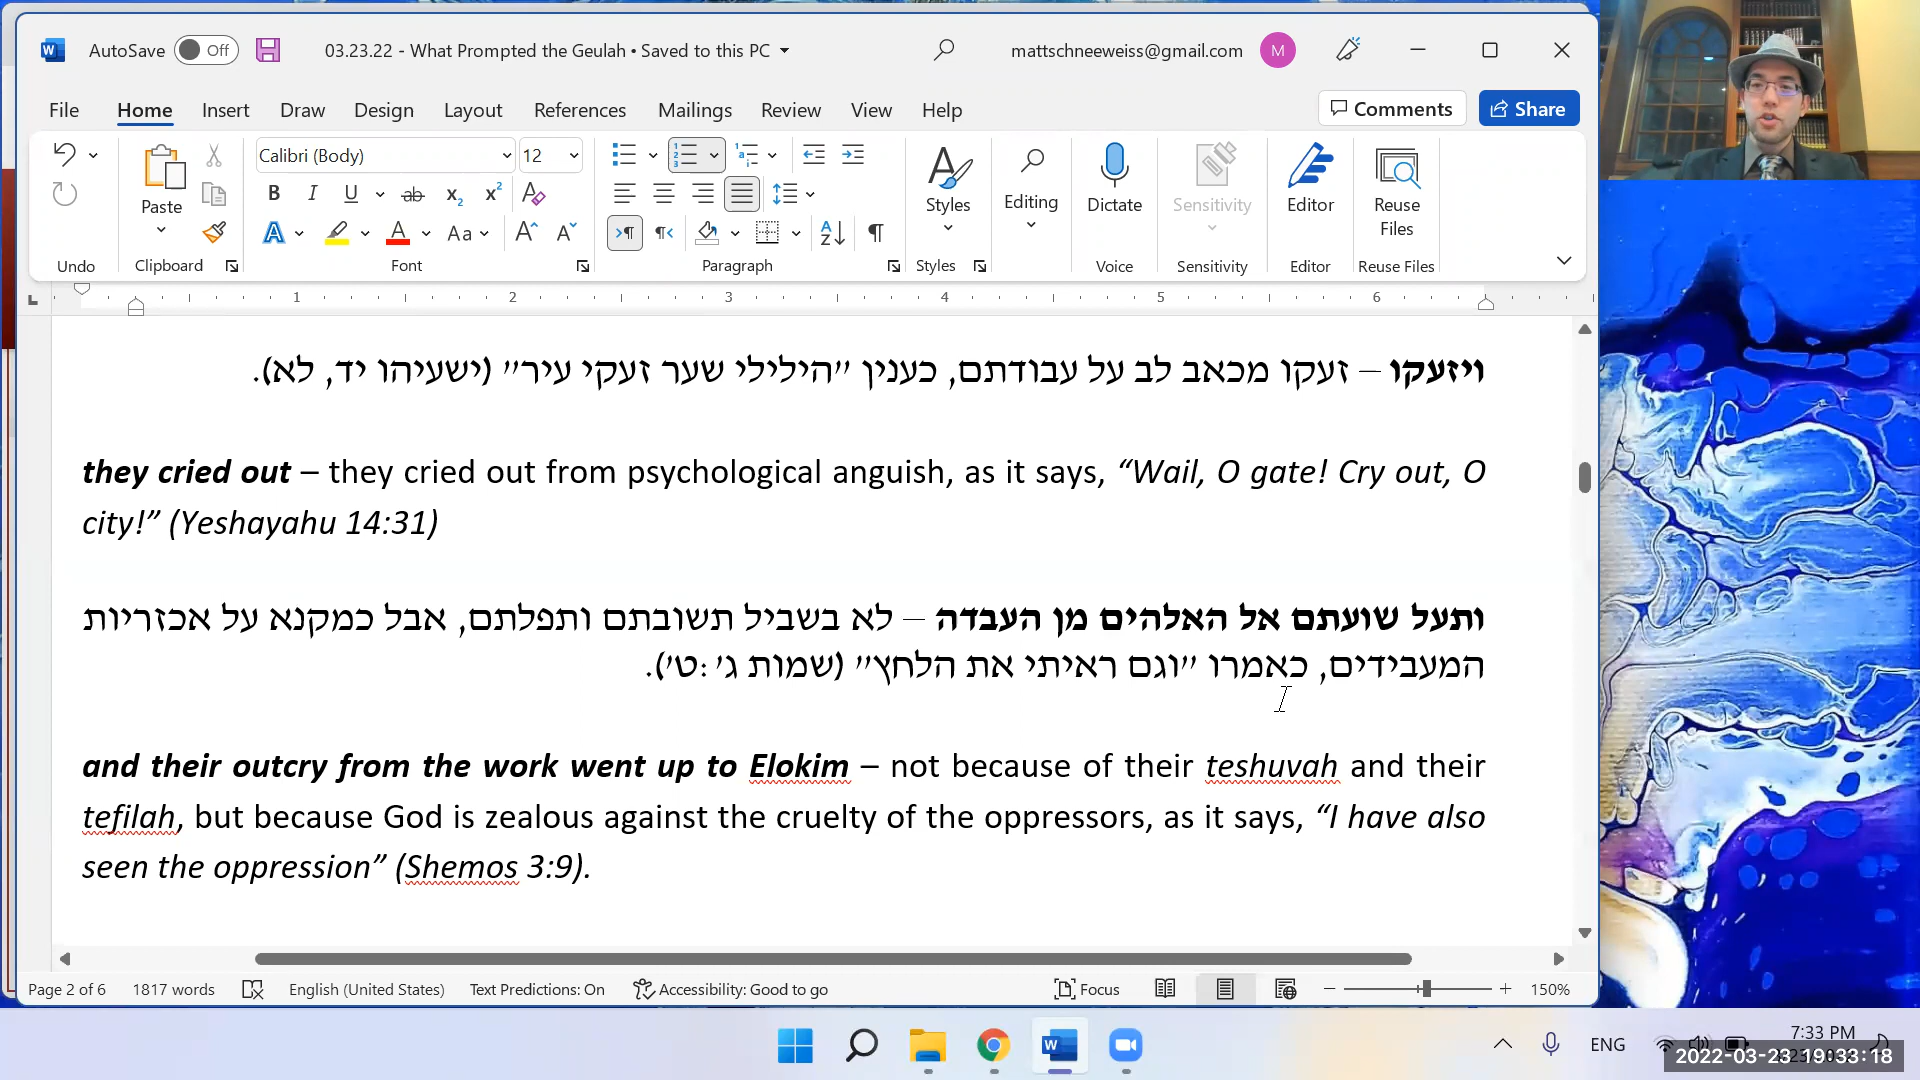 AutoSave Off 03.23.22 - What Prompted the Geulah • Saved to this PC mattschneeweiss@gmail.com M
File Home Insert Draw Design Layout References Mailings Review View Help Comments Share
Calibri (Body) 12
Paste Styles Editing Dictate Sensitivity Editor Reuse Files
Undo Clipboard Font Paragraph Styles Voice Sensitivity Editor Reuse Files
1 2 3 4 5 6
ויזעקו – זעקו מכאב לב על עבודתם, כענין ״הילילי שער זעקי עיר״ (ישעיהו יד, לא).
they cried out – they cried out from psychological anguish, as it says, “Wail, O gate! Cry out, O
city!” (Yeshayahu 14:31)
ותעל שועתם אל האלהים מן העבדה – לא בשביל תשובתם ותפלתם, אבל כמקנא על אכזריות
המעבידים, כאמרו ״וגם ראיתי את הלחץ״ (שמות ג׳:ט׳).
and their outcry from the work went up to Elokim – not because of their teshuvah and their
tefilah, but because God is zealous against the cruelty of the oppressors, as it says, “I have also
seen the oppression” (Shemos 3:9).
Page 2 of 6 1817 words English (United States) Text Predictions: On Accessibility: Good to go Focus 150%
ENG 7:33 PM
2022-03-23 19:33:18